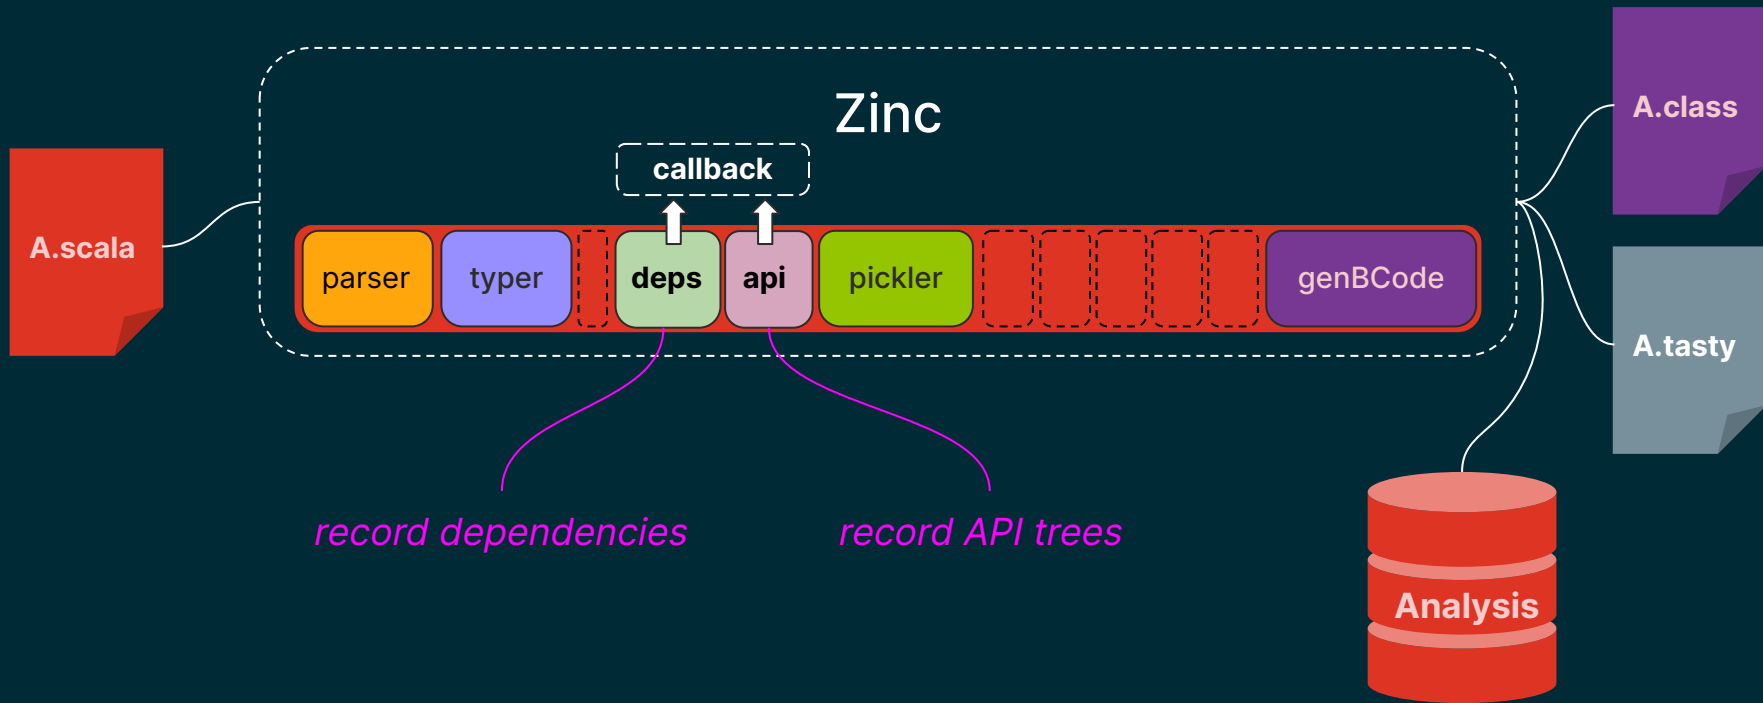 Zinc
callback
A.scala
parser
typer
deps
api
pickler
genBCode
A.class
A.tasty
record dependencies
record API trees
Analysis